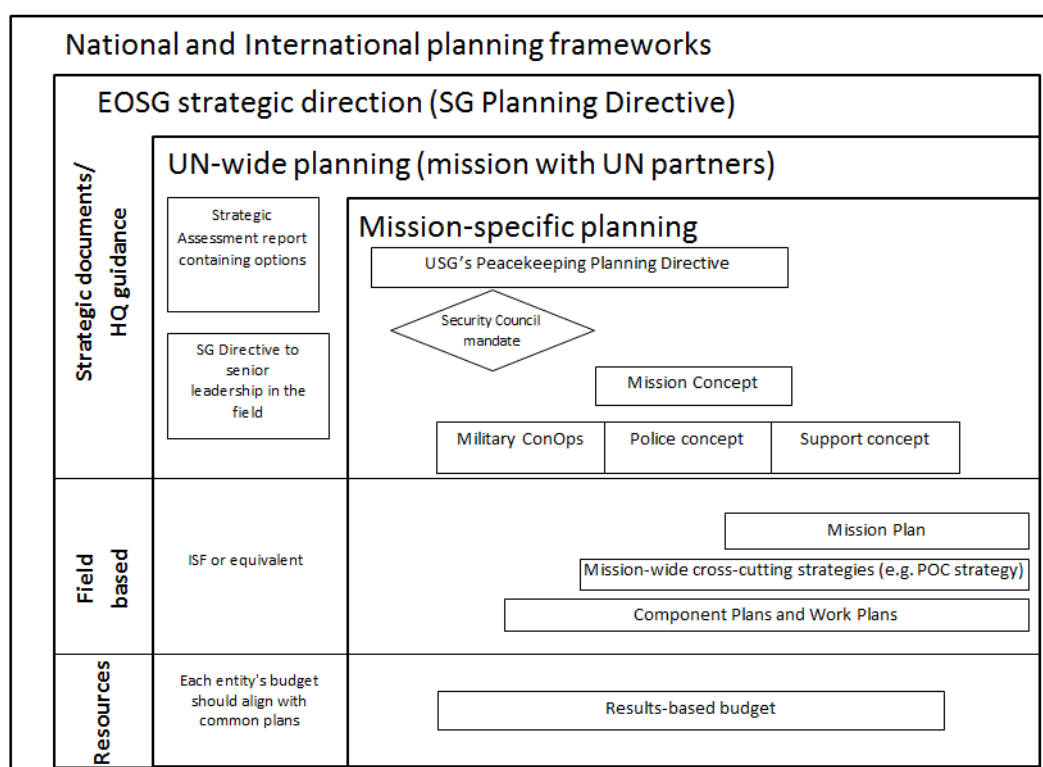 National and International planning frameworks
EOSG strategic direction (SG Planning Directive)
UN-wide planning (mission with UN partners)
Mission-specific planning
Strategic documents/
HQ guidance
Strategic
Assessment report
containing options
SG Directive to
senior
leadership in the
field
USG's Peacekeeping Planning Directive
Security Council
mandate
Mission Concept
Military ConOps
Police concept
Support concept
Field
based
ISF or equivalent
Mission Plan
Mission-wide cross-cutting strategies (e.g. POC strategy)
Component Plans and Work Plans
Resources
Each entity's budget
should align with
common plans
Results-based budget